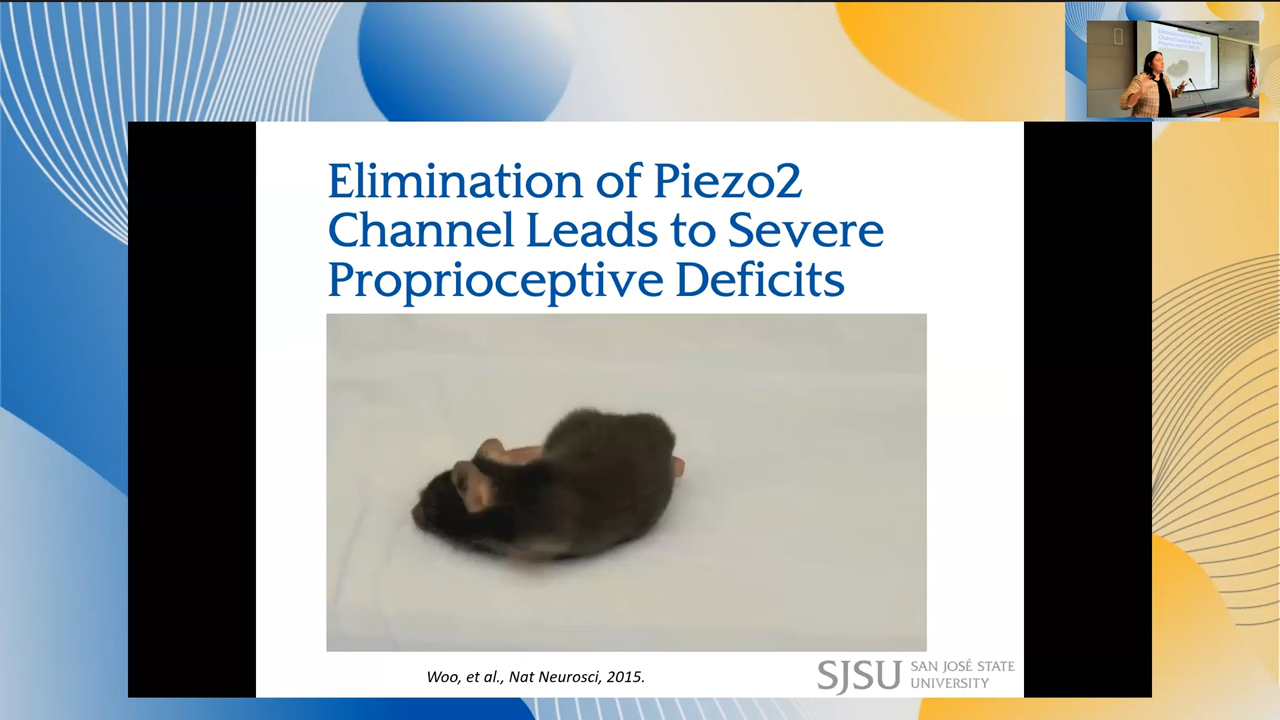 Elimination of Piezo2
Channel Leads to Severe
Proprioceptive Deficits
Woo, et al., Nat Neurosci, 2015.
SJSU SAN JOSÉ STATE
UNIVERSITY